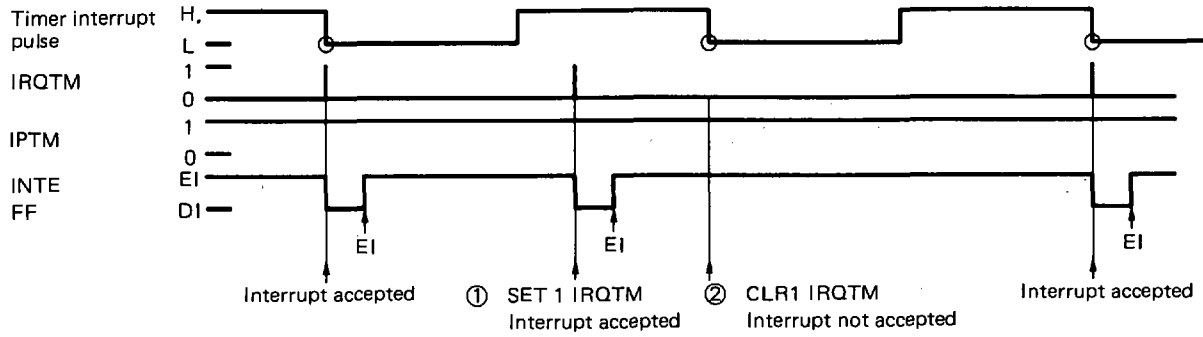 Timer interrupt
pulse
H.
L
IRQTM
1
0
IPTM
1
0
INTE
FF
EI
DI
EI
EI
EI
Interrupt accepted
① SET 1 IRQTM
Interrupt accepted
② CLR1 IRQTM
Interrupt not accepted
Interrupt accepted